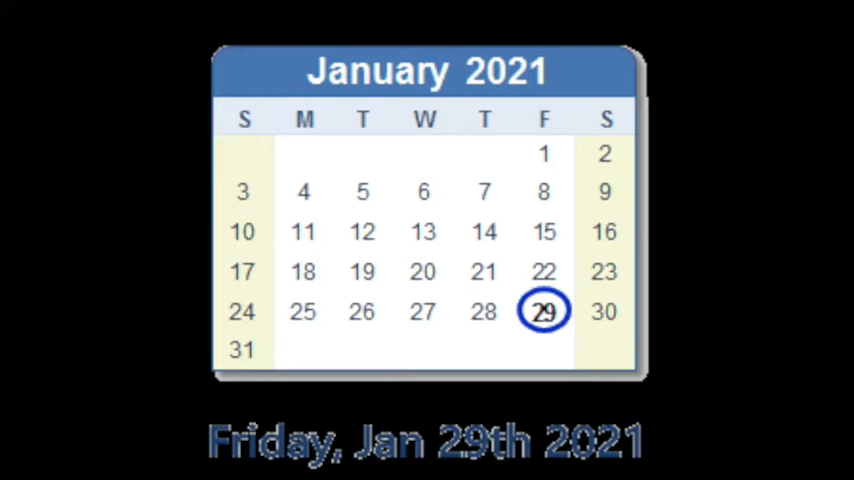 January 2021
S M T W T F S
1 2
3 4 5 6 7 8 9
10 11 12 13 14 15 16
17 18 19 20 21 22 23
24 25 26 27 28 29 30
31
Friday, Jan 29th 2021